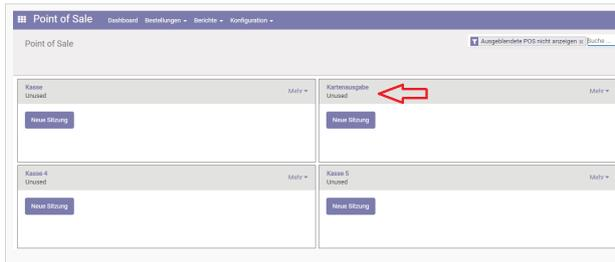 Point of Sale Dashboard Bestellungen Berichte Konfiguration
Point of Sale
Ausgeblendete POS nicht anzeigen x Suche ...
Kasse
Unused
Mehr
Neue Sitzung
Kartenausgabe
Unused
Mehr
Neue Sitzung
Kasse 4
Unused
Mehr
Neue Sitzung
Kasse 5
Unused
Mehr
Neue Sitzung